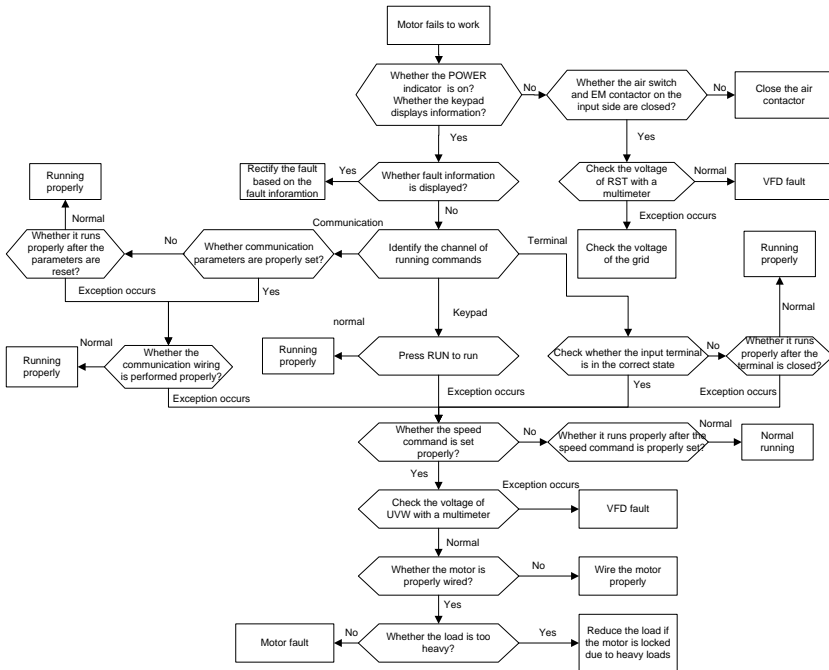 Motor fails to work
Whether the POWER
indicator is on?
Whether the keypad
displays information?
No
Whether the air switch
and EM contactor on the
input side are closed?
No
Close the air
contactor
Yes
Yes
Running
properly
Rectify the fault
based on the
fault inforamtion
Yes
Whether fault information
is displayed?
Check the voltage
of RST with a
multimeter
Normal
VFD fault
Normal
No
Exception occurs
Communication
Whether it runs
properly after the
parameters are
reset?
No
Whether communication
parameters are properly set?
Identify the channel of
running commands
Terminal
Check the voltage
of the grid
Running
properly
Exception occurs
Yes
Normal
Keypad
Normal
Running
properly
Whether the
communication wiring
is performed properly?
normal
Running
properly
Press RUN to run
Check whether the input terminal
is in the correct state
No
Whether it runs
properly after the
terminal is closed?
Exception occurs
Exception occurs
Yes
Exception occurs
Whether the speed
command is set
properly?
No
Whether it runs properly after the
speed command is properly set?
Normal
Normal
running
Yes
Exception occurs
Check the voltage of
UVW with a multimeter
VFD fault
Normal
Whether the motor is
properly wired?
No
Wire the motor
properly
Yes
Motor fault
No
Whether the load is too
heavy?
Yes
Reduce the load if
the motor is locked
due to heavy loads